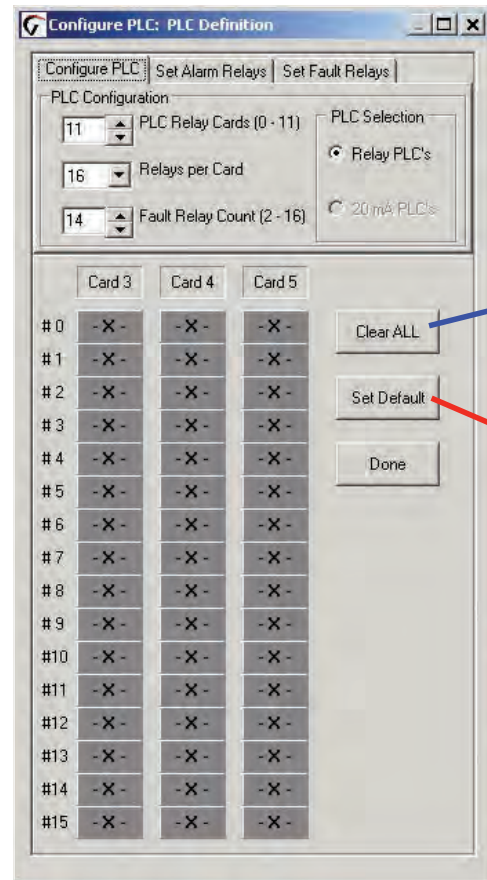 Configure PLC: PLC Definition
Configure PLC Set Alarm Relays Set Fault Relays
PLC Configuration
11 PLC Relay Cards (0 - 11)
16 Relays per Card
14 Fault Relay Count (2 - 16)
PLC Selection
Relay PLC's
20 mA PLC's
Card 3 Card 4 Card 5
#0 - X - - X - - X -
#1 - X - - X - - X -
#2 - X - - X - - X -
#3 - X - - X - - X -
#4 - X - - X - - X -
#5 - X - - X - - X -
#6 - X - - X - - X -
#7 - X - - X - - X -
#8 - X - - X - - X -
#9 - X - - X - - X -
#10 - X - - X - - X -
#11 - X - - X - - X -
#12 - X - - X - - X -
#13 - X - - X - - X -
#14 - X - - X - - X -
#15 - X - - X - - X -
Clear ALL
Set Default
Done